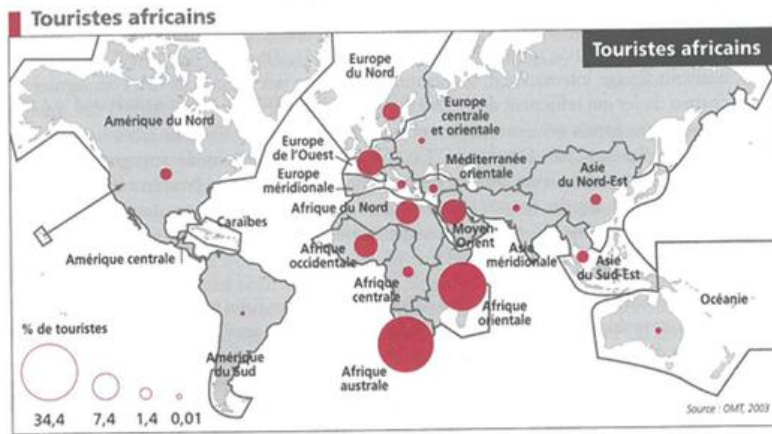 Touristes africains
Touristes africains
Europe
du Nord
Amérique du Nord
Europe
centrale
et orientale
Europe
de l'Ouest
Méditerranée
orientale
Asie
du Nord-Est
Europe
méridionale
Afrique du Nord
Caraïbes
Moyen-
Orient
Amérique centrale
Afrique
occidentale
Asie
méridionale
Asie
du Sud-Est
Afrique
centrale
Océanie
Afrique
orientale
% de touristes
Amérique
du Sud
Afrique
australe
34,4 7,4 1,4 0,01
Source : OMT, 2003